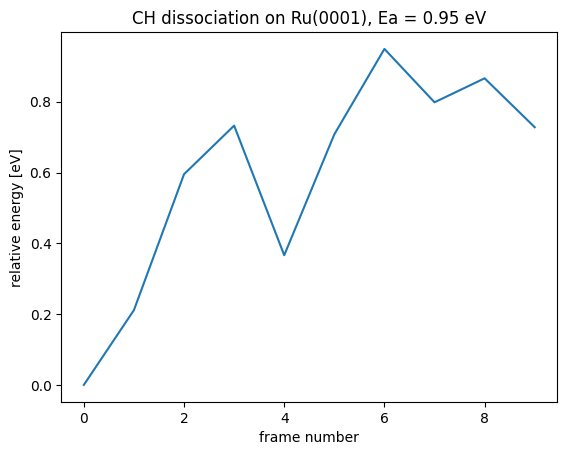 CH dissociation on Ru(0001), Ea = 0.95 eV
relative energy [eV]
0.8
0.6
0.4
0.2
0.0
0 2 4 6 8
frame number